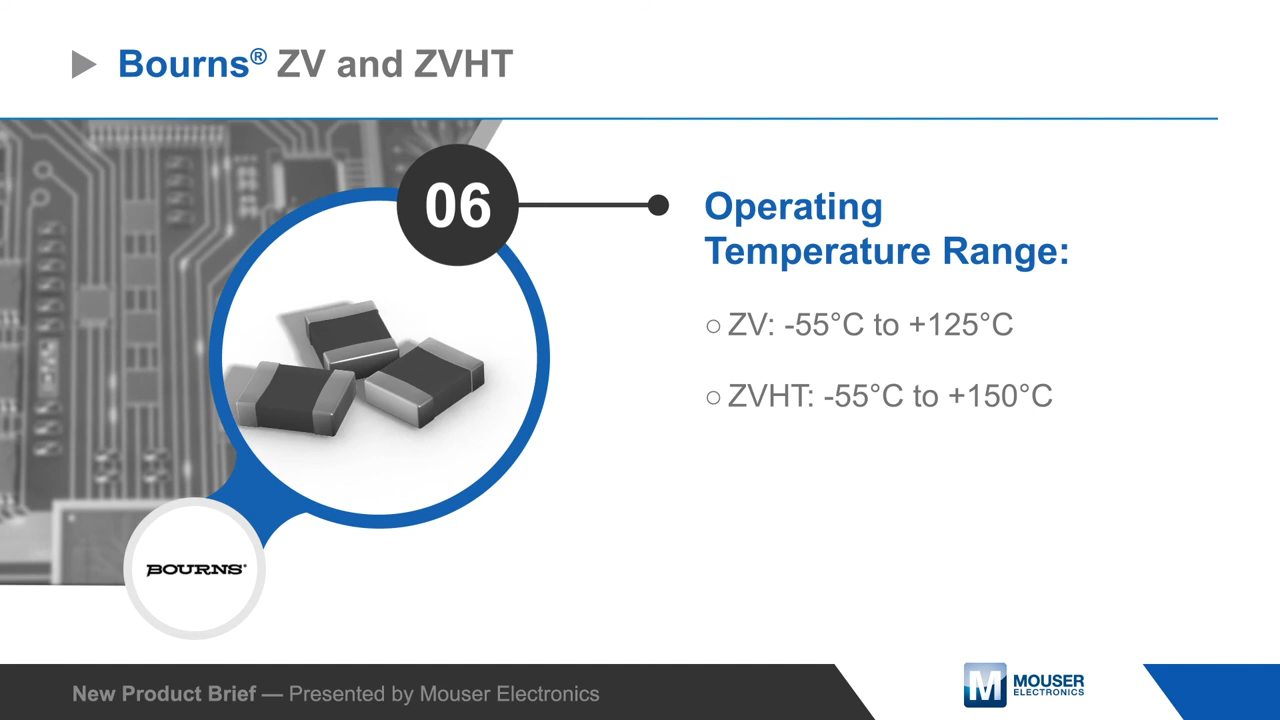 Bourns® ZV and ZVHT
06
Operating
Temperature Range:
○ ZV: -55°C to +125°C
○ ZVHT: -55°C to +150°C
BOURNS®
New Product Brief — Presented by Mouser Electronics
M MOUSER
ELECTRONICS